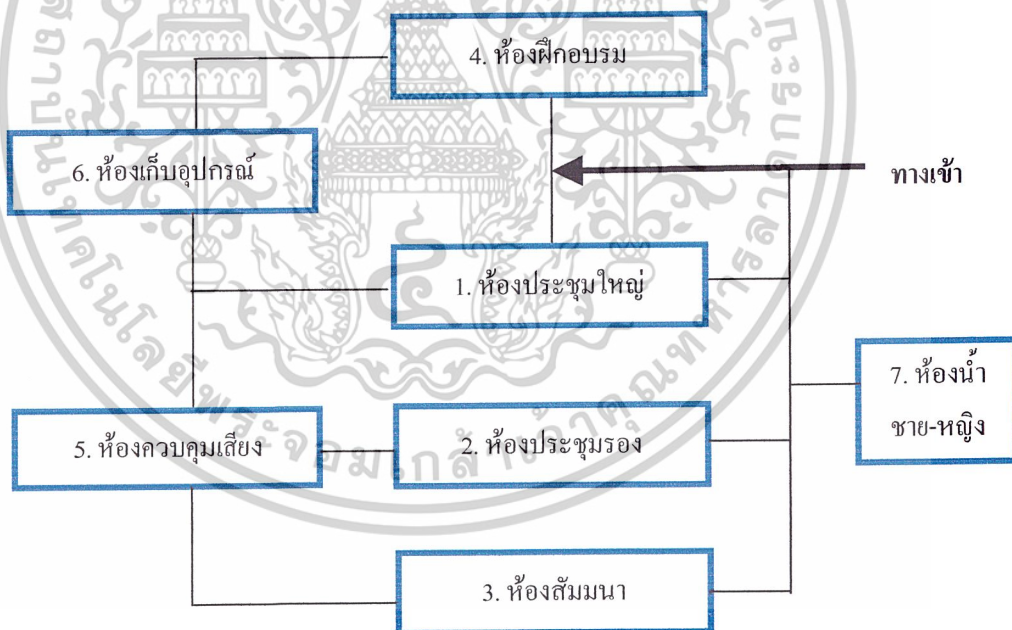 4. ห้องฝึกอบรม
6. ห้องเก็บอุปกรณ์
ทางเข้า
1. ห้องประชุมใหญ่
7. ห้องน้ำ
ชาย-หญิง
5. ห้องควบคุมเสียง
2. ห้องประชุมรอง
3. ห้องสัมมนา